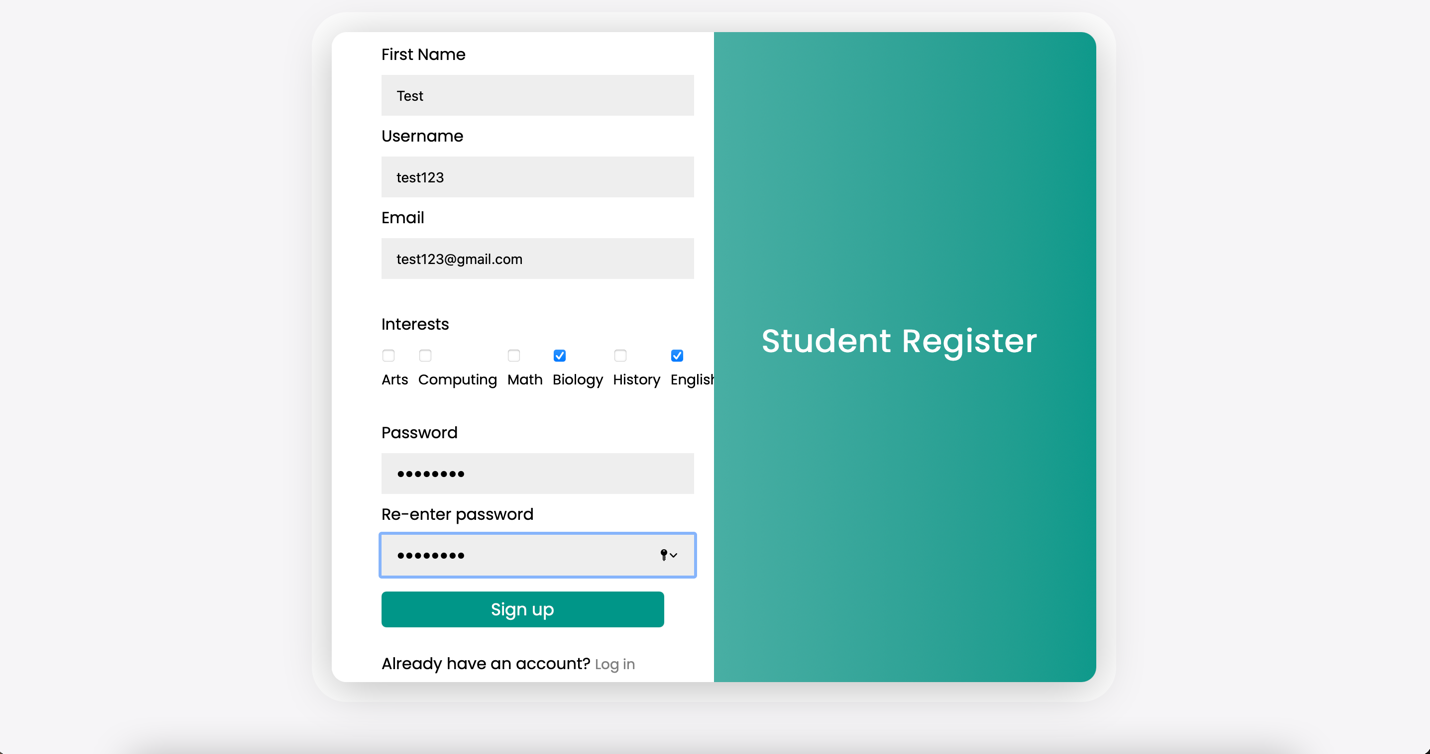 First Name
Test
Username
test123
Email
test123@gmail.com
Interests
Arts Computing Math Biology History English
Password
••••••••
Re-enter password
••••••••
Sign up
Already have an account? Log in
Student Register